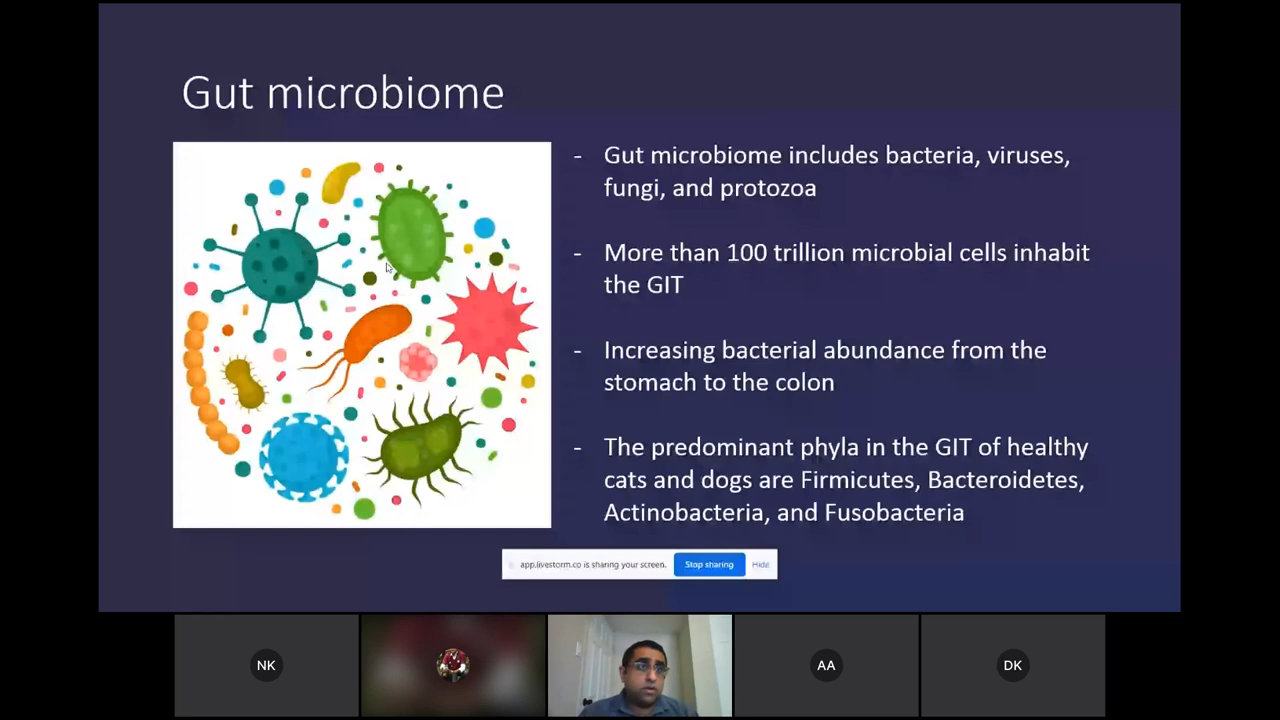 Gut microbiome
- Gut microbiome includes bacteria, viruses,
fungi, and protozoa
- More than 100 trillion microbial cells inhabit
the GIT
- Increasing bacterial abundance from the
stomach to the colon
- The predominant phyla in the GIT of healthy
cats and dogs are Firmicutes, Bacteroidetes,
Actinobacteria, and Fusobacteria
app.livestorm.co is sharing your screen. Stop sharing Hide
NK AA DK